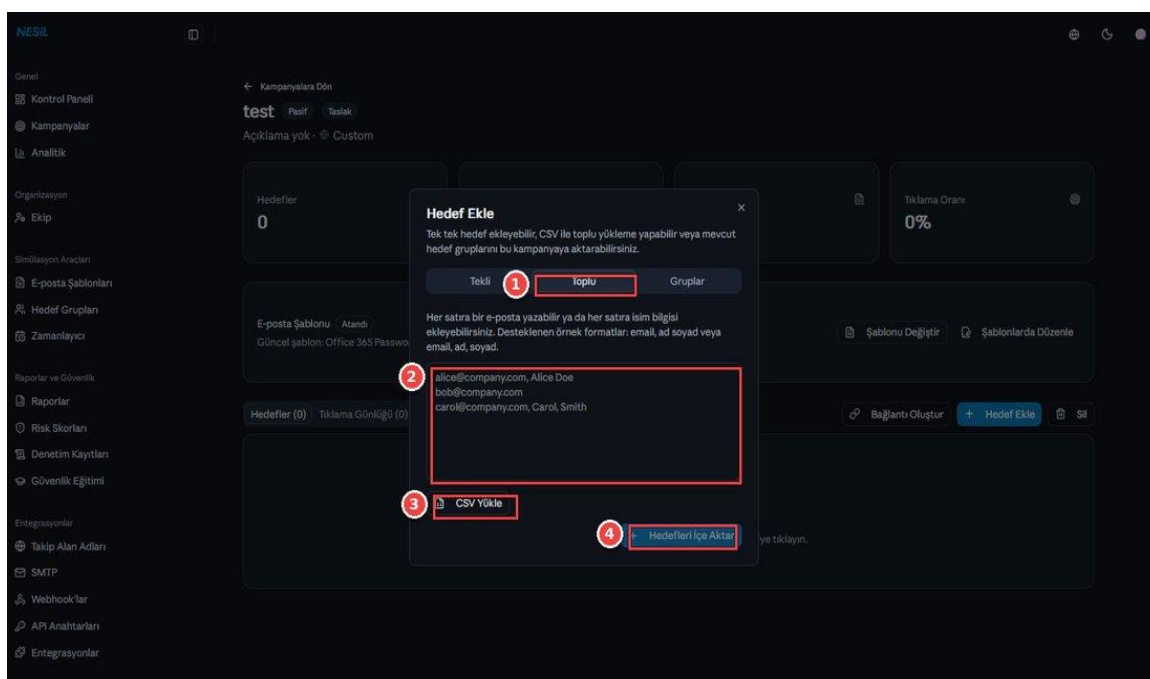 NESIL
Genel
Kontrol Paneli
Kampanyalar
Analitik
Organizasyon
Ekip
Simülasyon Araçları
E-posta Şablonları
Hedef Grupları
Zamanlayıcı
Raporlar ve Güvenlik
Raporlar
Risk Skorları
Denetim Kayıtları
Güvenlik Eğitimi
Entegrasyonlar
Takip Alan Adları
SMTP
Webhook'lar
API Anahtarları
Entegrasyonlar
← Kampanyalara Dön
test Pasif Taslak
Açıklama yok · Custom
Hedefler
0
Tıklama Oranı
0%
E-posta Şablonu Atandı
Güncel şablon: Office 365 Passwo
Şablonu Değiştir Şablonlarda Düzenle
Hedefler (0) Tıklama Günlüğü (0)
Bağlantı Oluştur + Hedef Ekle Sil
Hedef Ekle ×
Tek tek hedef ekleyebilir, CSV ile toplu yükleme yapabilir veya mevcut
hedef gruplarını bu kampanyaya aktarabilirsiniz.
Tekli 1 Toplu Gruplar
Her satıra bir e-posta yazabilir ya da her satıra isim bilgisi
ekleyebilirsiniz. Desteklenen örnek formatlar: email, ad soyad veya
email, ad, soyad.
2
alice@company.com, Alice Doe
bob@company.com
carol@company.com, Carol, Smith
3 CSV Yükle
4 + Hedefleri İçe Aktar
ye tıklayın.